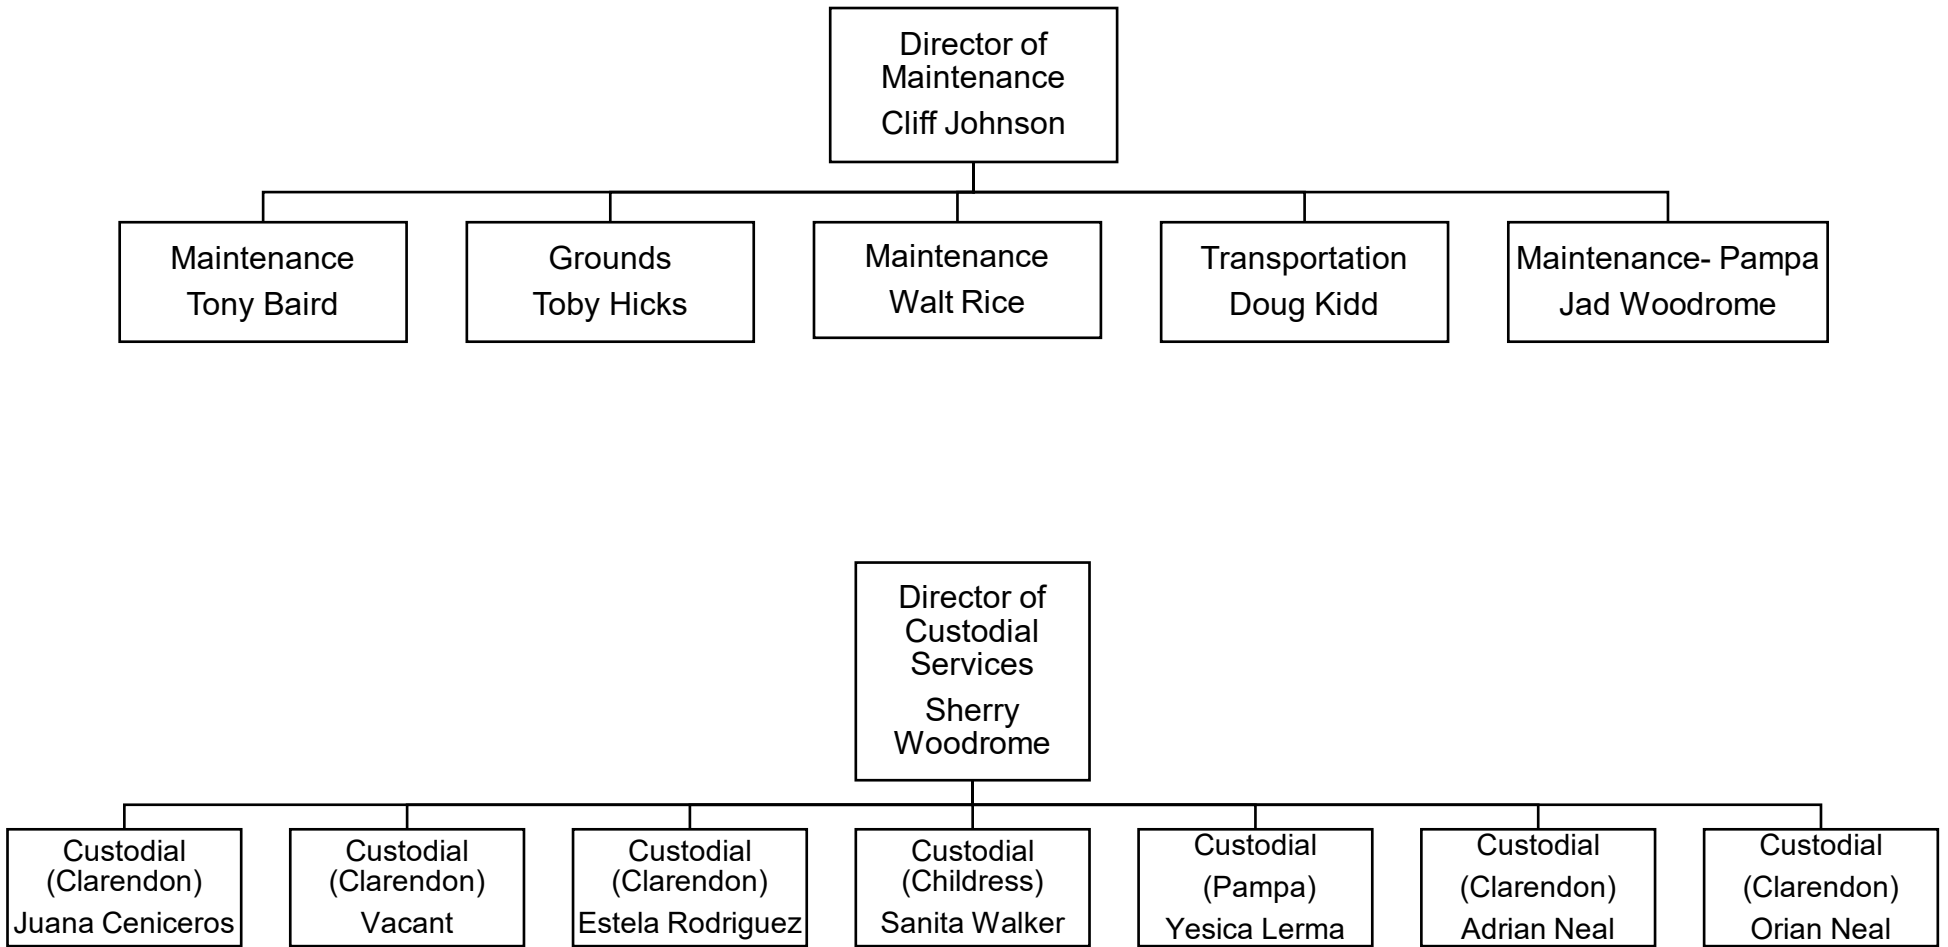 Director of
Maintenance
Cliff Johnson
Maintenance
Tony Baird
Grounds
Toby Hicks
Maintenance
Walt Rice
Transportation
Doug Kidd
Maintenance- Pampa
Jad Woodrome
Director of
Custodial
Services
Sherry
Woodrome
Custodial
(Clarendon)
Juana Ceniceros
Custodial
(Clarendon)
Vacant
Custodial
(Clarendon)
Estela Rodriguez
Custodial
(Childress)
Sanita Walker
Custodial
(Pampa)
Yesica Lerma
Custodial
(Clarendon)
Adrian Neal
Custodial
(Clarendon)
Orian Neal